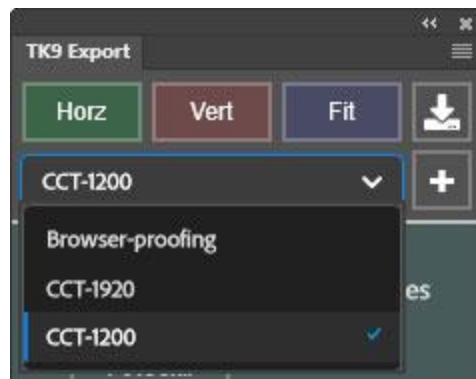 TK9 Export
Horz Vert Fit
CCT-1200
Browser-proofing
CCT-1920
es
CCT-1200